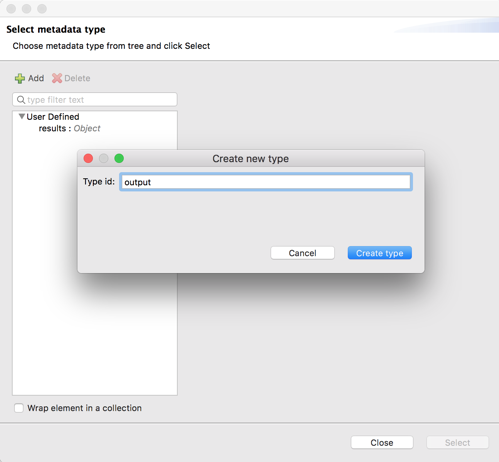 Select metadata type
Choose metadata type from tree and click Select
Add Delete
type filter text
User Defined
results : Object
Create new type
Type id: output
Cancel Create type
Wrap element in a collection
Close Select